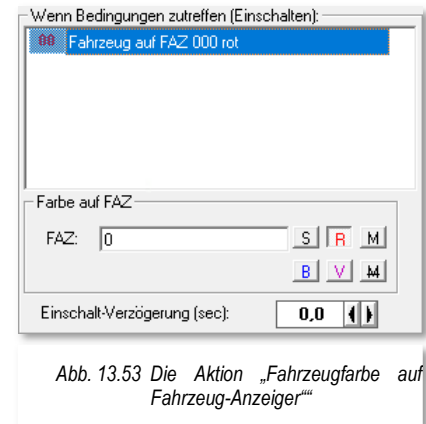 Wenn Bedingungen zutreffen (Einschalten):
00 Fahrzeug auf FAZ 000 rot
Farbe auf FAZ
FAZ: 0 S R M
B V M
Einschalt-Verzögerung (sec): 0,0
Abb. 13.53 Die Aktion „Fahrzeugfarbe auf
Fahrzeug-Anzeiger““